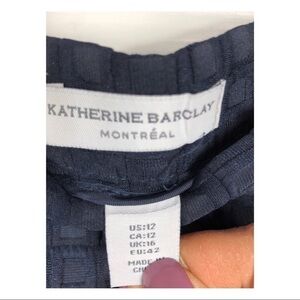 KATHERINE BARCLAY
MONTRÉAL
US:12
CA:12
UK:16
EU:42
MADE IN